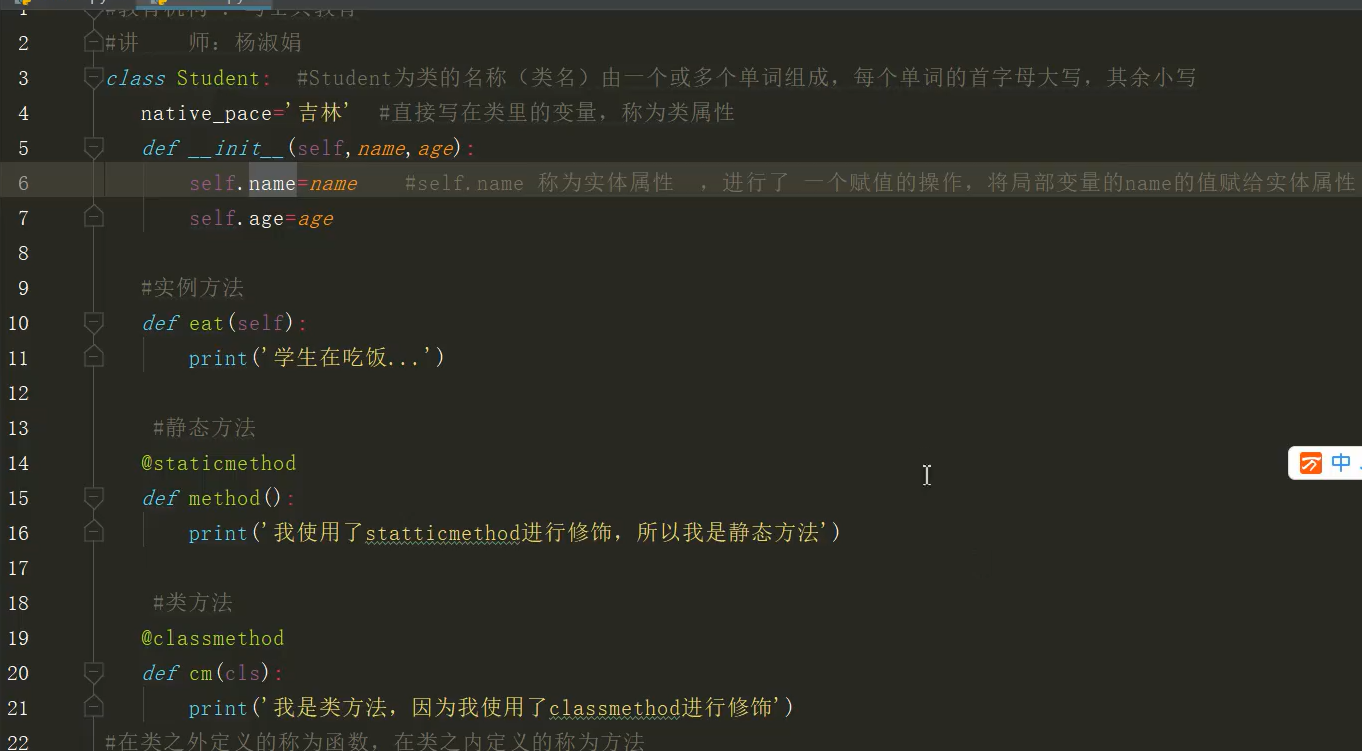 2 #讲    师：杨淑娟
3 class Student:  #Student为类的名称（类名）由一个或多个单词组成，每个单词的首字母大写，其余小写
4 native_pace='吉林'  #直接写在类里的变量，称为类属性
5 def __init__(self,name,age):
6 self.name=name    #self.name 称为实体属性  ，进行了 一个赋值的操作，将局部变量的name的值赋给实体属性
7 self.age=age
8
9 #实例方法
10 def eat(self):
11 print('学生在吃饭...')
12
13 #静态方法
14 @staticmethod
15 def method():
16 print('我使用了statticmethod进行修饰，所以我是静态方法')
17
18 #类方法
19 @classmethod
20 def cm(cls):
21 print('我是类方法，因为我使用了classmethod进行修饰')
22 #在类之外定义的称为函数，在类之内定义的称为方法
中